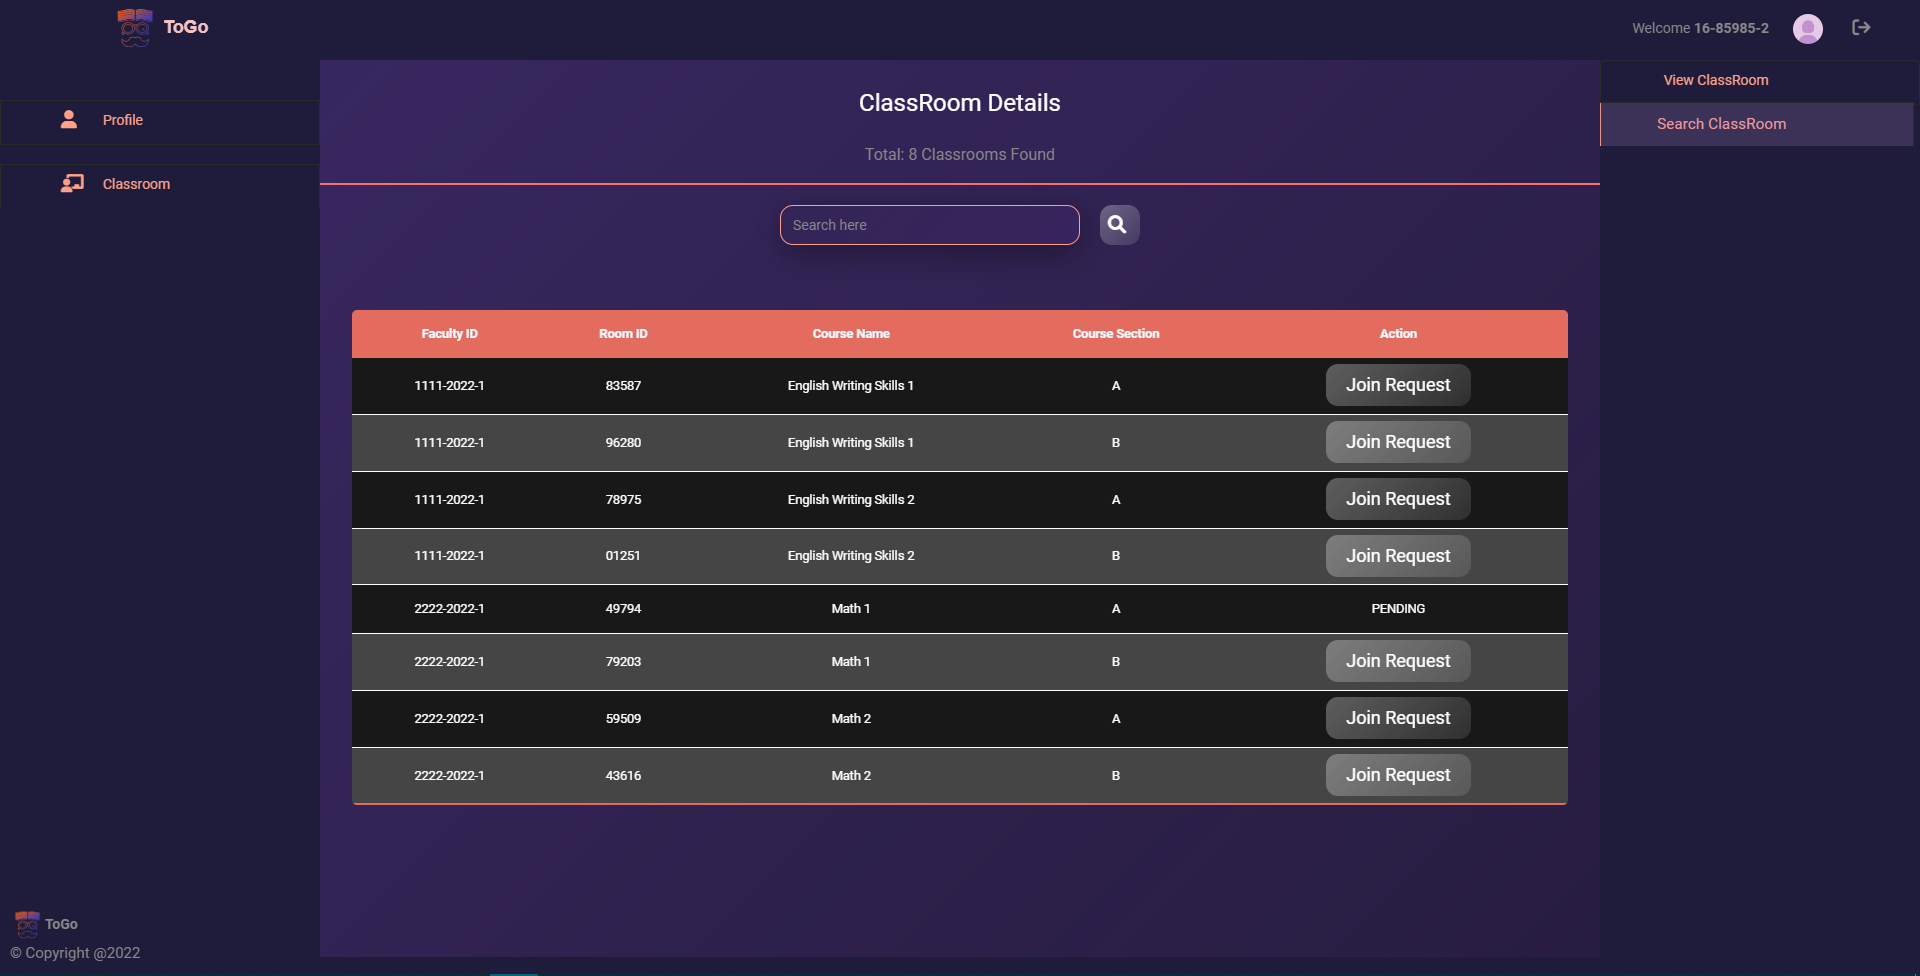 ToGo
Welcome 16-85985-2
Profile
Classroom
ClassRoom Details
Total: 8 Classrooms Found
Search here
View ClassRoom
Search ClassRoom
Faculty ID Room ID Course Name Course Section Action
1111-2022-1 83587 English Writing Skills 1 A Join Request
1111-2022-1 96280 English Writing Skills 1 B Join Request
1111-2022-1 78975 English Writing Skills 2 A Join Request
1111-2022-1 01251 English Writing Skills 2 B Join Request
2222-2022-1 49794 Math 1 A PENDING
2222-2022-1 79203 Math 1 B Join Request
2222-2022-1 59509 Math 2 A Join Request
2222-2022-1 43616 Math 2 B Join Request
ToGo
© Copyright @2022